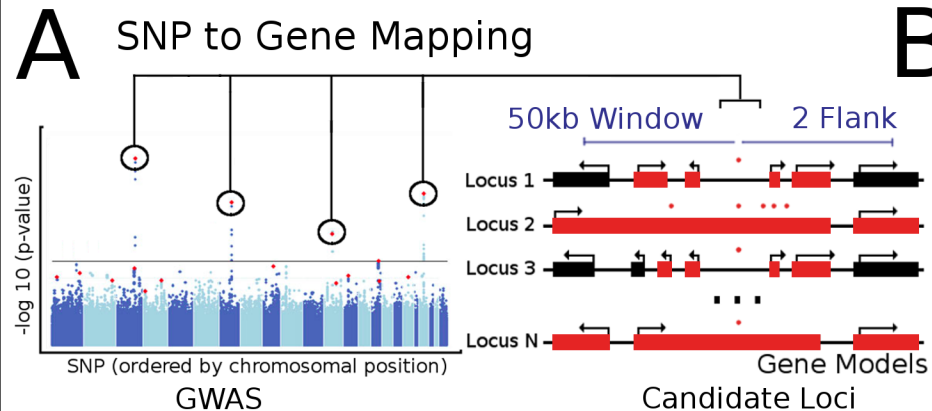 A
SNP to Gene Mapping
B
50kb Window
2 Flank
-log 10 (p-value)
Locus 1
Locus 2
Locus 3
Locus N
SNP (ordered by chromosomal position)
Gene Models
GWAS
Candidate Loci